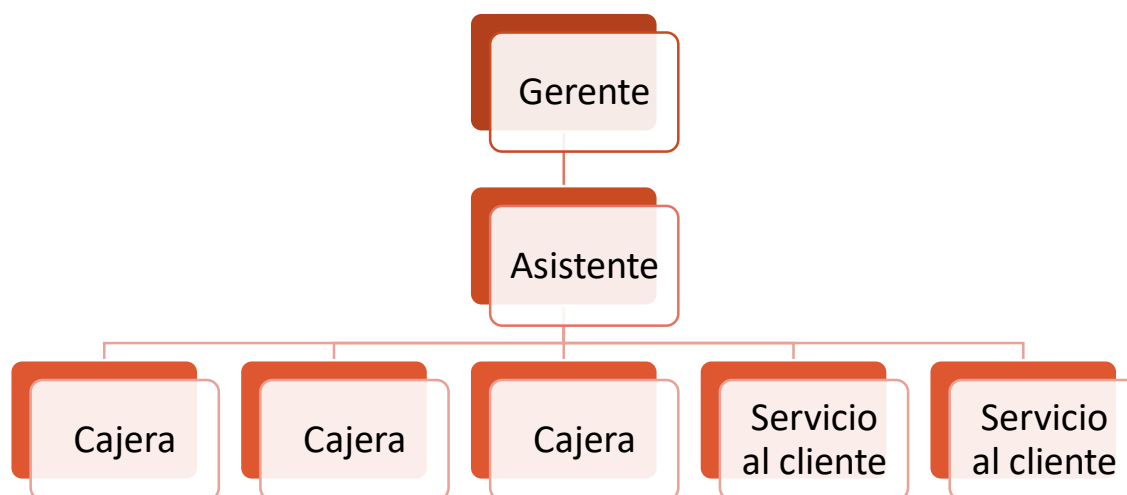 Gerente
Asistente
Cajera
Cajera
Cajera
Servicio
al cliente
Servicio
al cliente